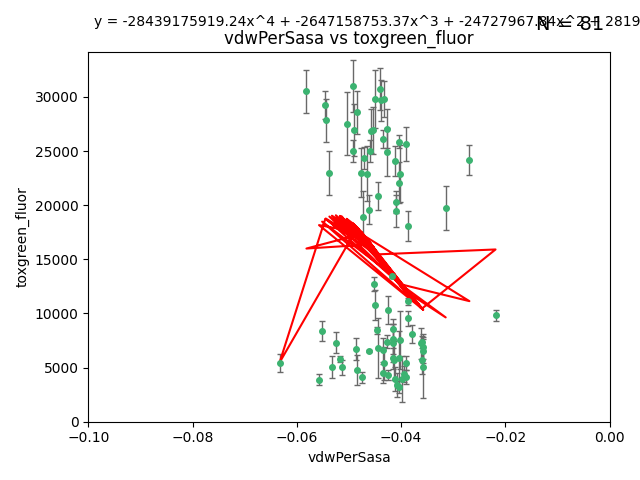 y = -28439175919.24x^4 + -2647158753.37x^3 + -24727967.84x^2 + 2819
N = 81
vdwPerSasa vs toxgreen_fluor
toxgreen_fluor
30000
25000
20000
15000
10000
5000
0
−0.10 −0.08 −0.06 −0.04 −0.02 0.00
vdwPerSasa